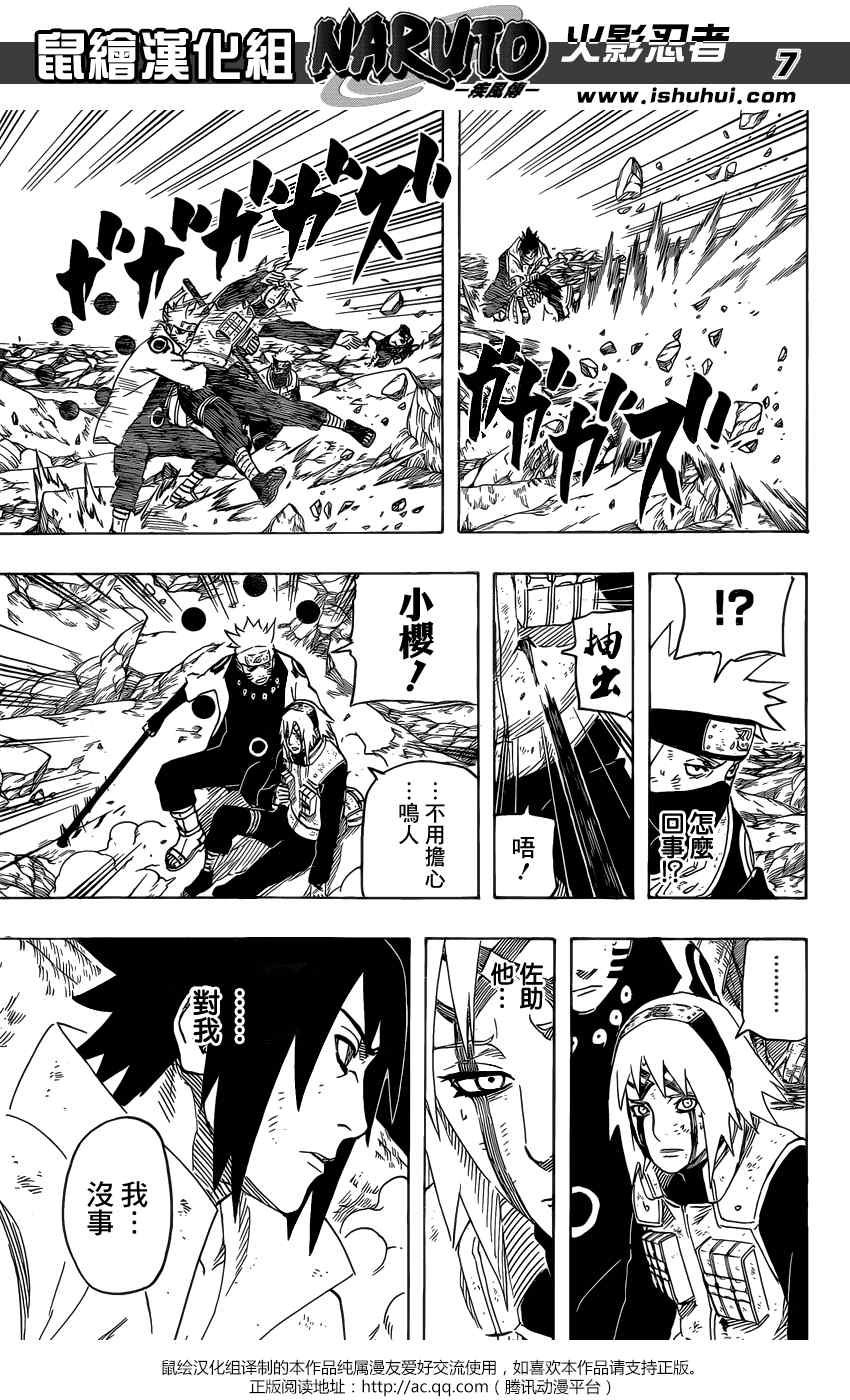 鼠繪漢化組
NARUTO
疾風傳
火影忍者
7
www.ishuhui.com
ガガガガズ
ガガガズ
!?
怎麼
回事!?
抽出
唔!
小櫻!
…不用擔心
…鳴人
………
佐助
他…
……
對我
我…
沒事
鼠绘汉化组译制的本作品纯属漫友爱好交流使用，如喜欢本作品请支持正版。
正版阅读地址：http://ac.qq.com（腾讯动漫平台）